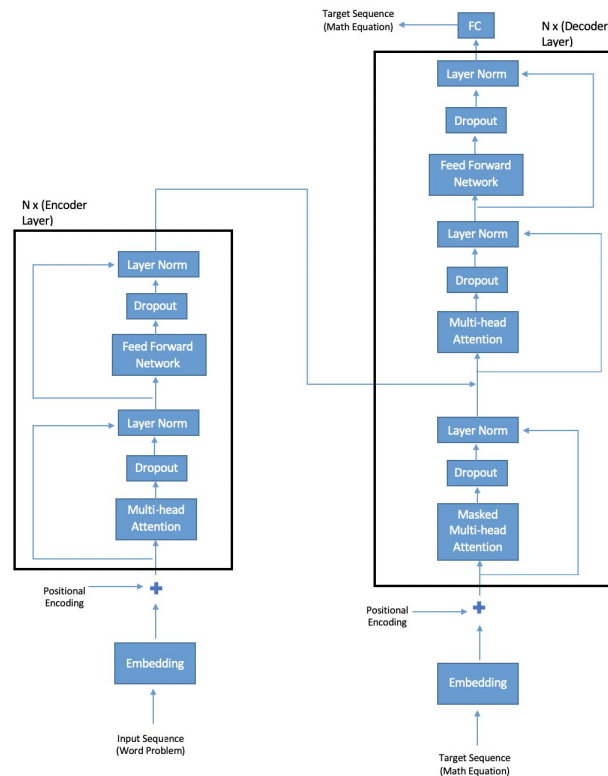 Target Sequence
(Math Equation)
FC
N x (Decoder
Layer)
Layer Norm
Dropout
Feed Forward
Network
Layer Norm
Dropout
Multi-head
Attention
Layer Norm
Dropout
Masked
Multi-head
Attention
Positional
Encoding
Embedding
Target Sequence
(Math Equation)
N x (Encoder
Layer)
Layer Norm
Dropout
Feed Forward
Network
Layer Norm
Dropout
Multi-head
Attention
Positional
Encoding
Embedding
Input Sequence
(Word Problem)